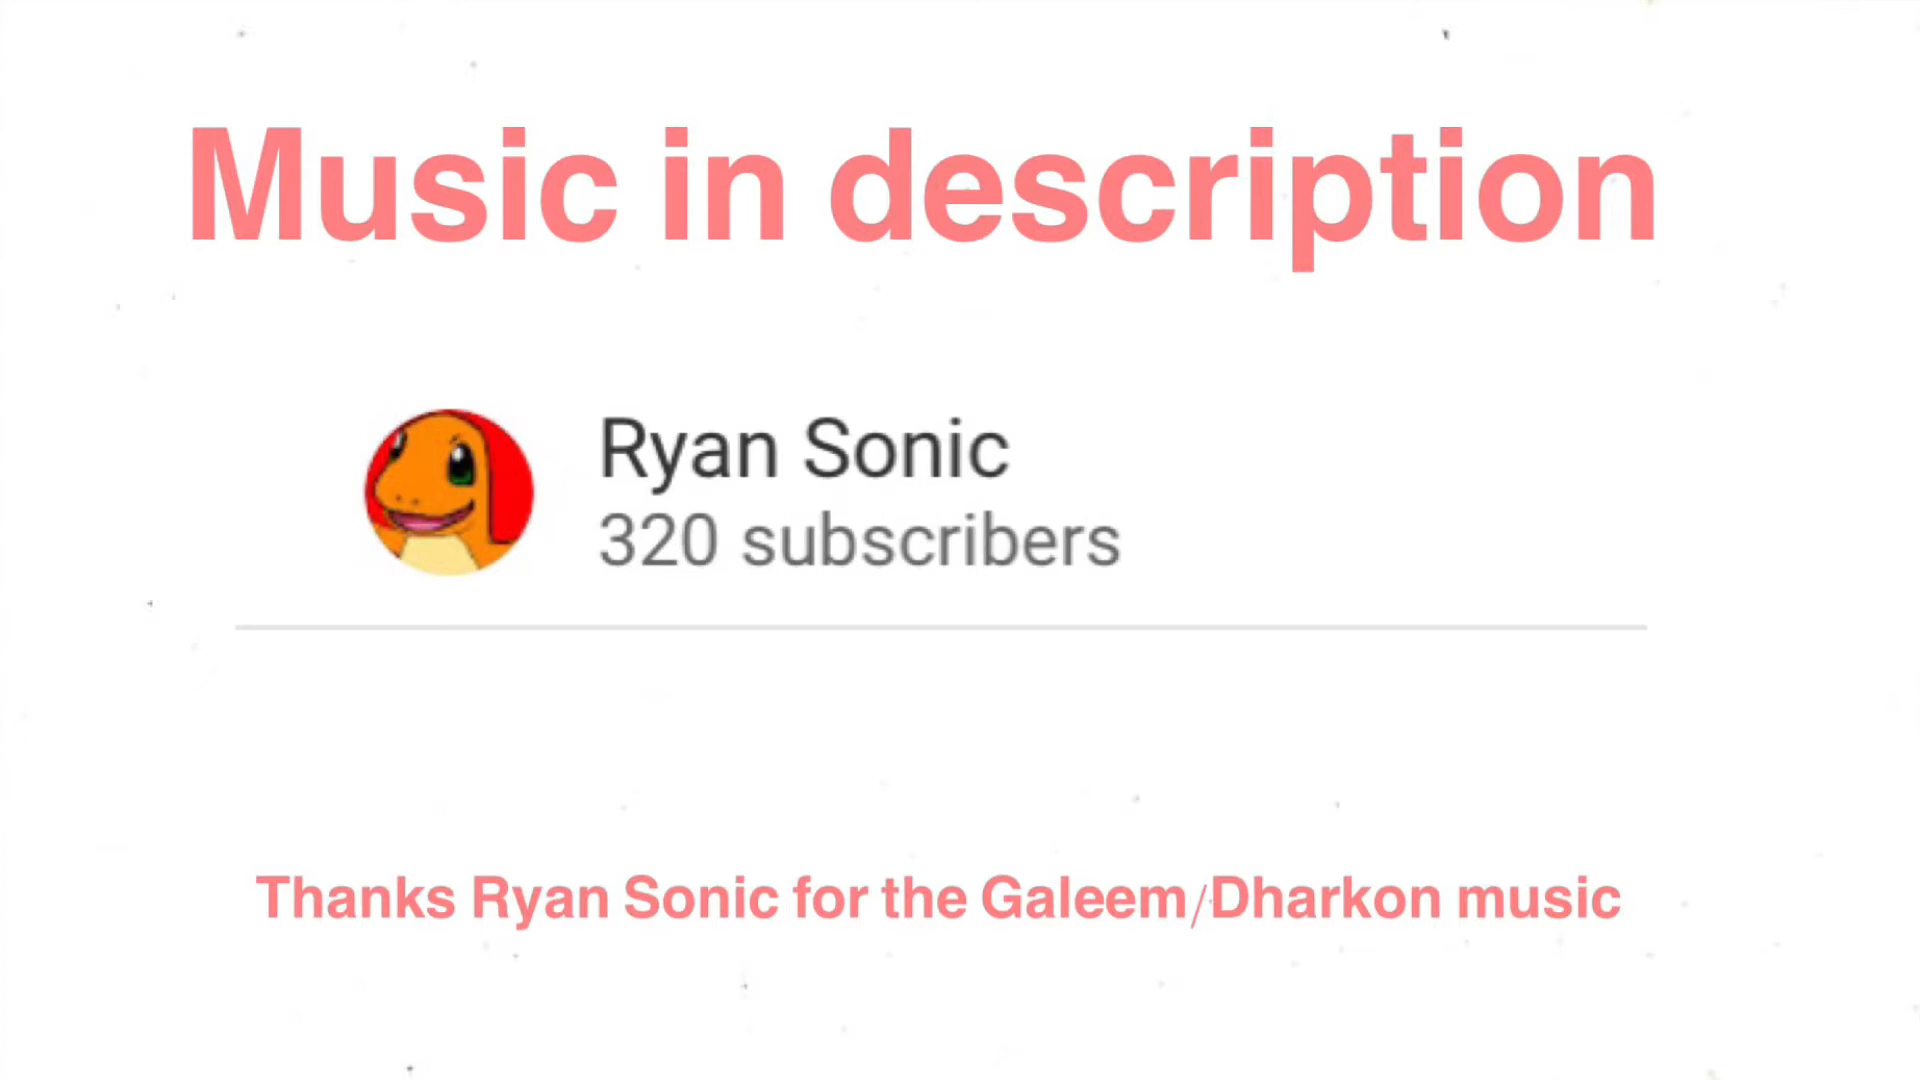 Music in description
Ryan Sonic
320 subscribers
Thanks Ryan Sonic for the Galeem/Dharkon music